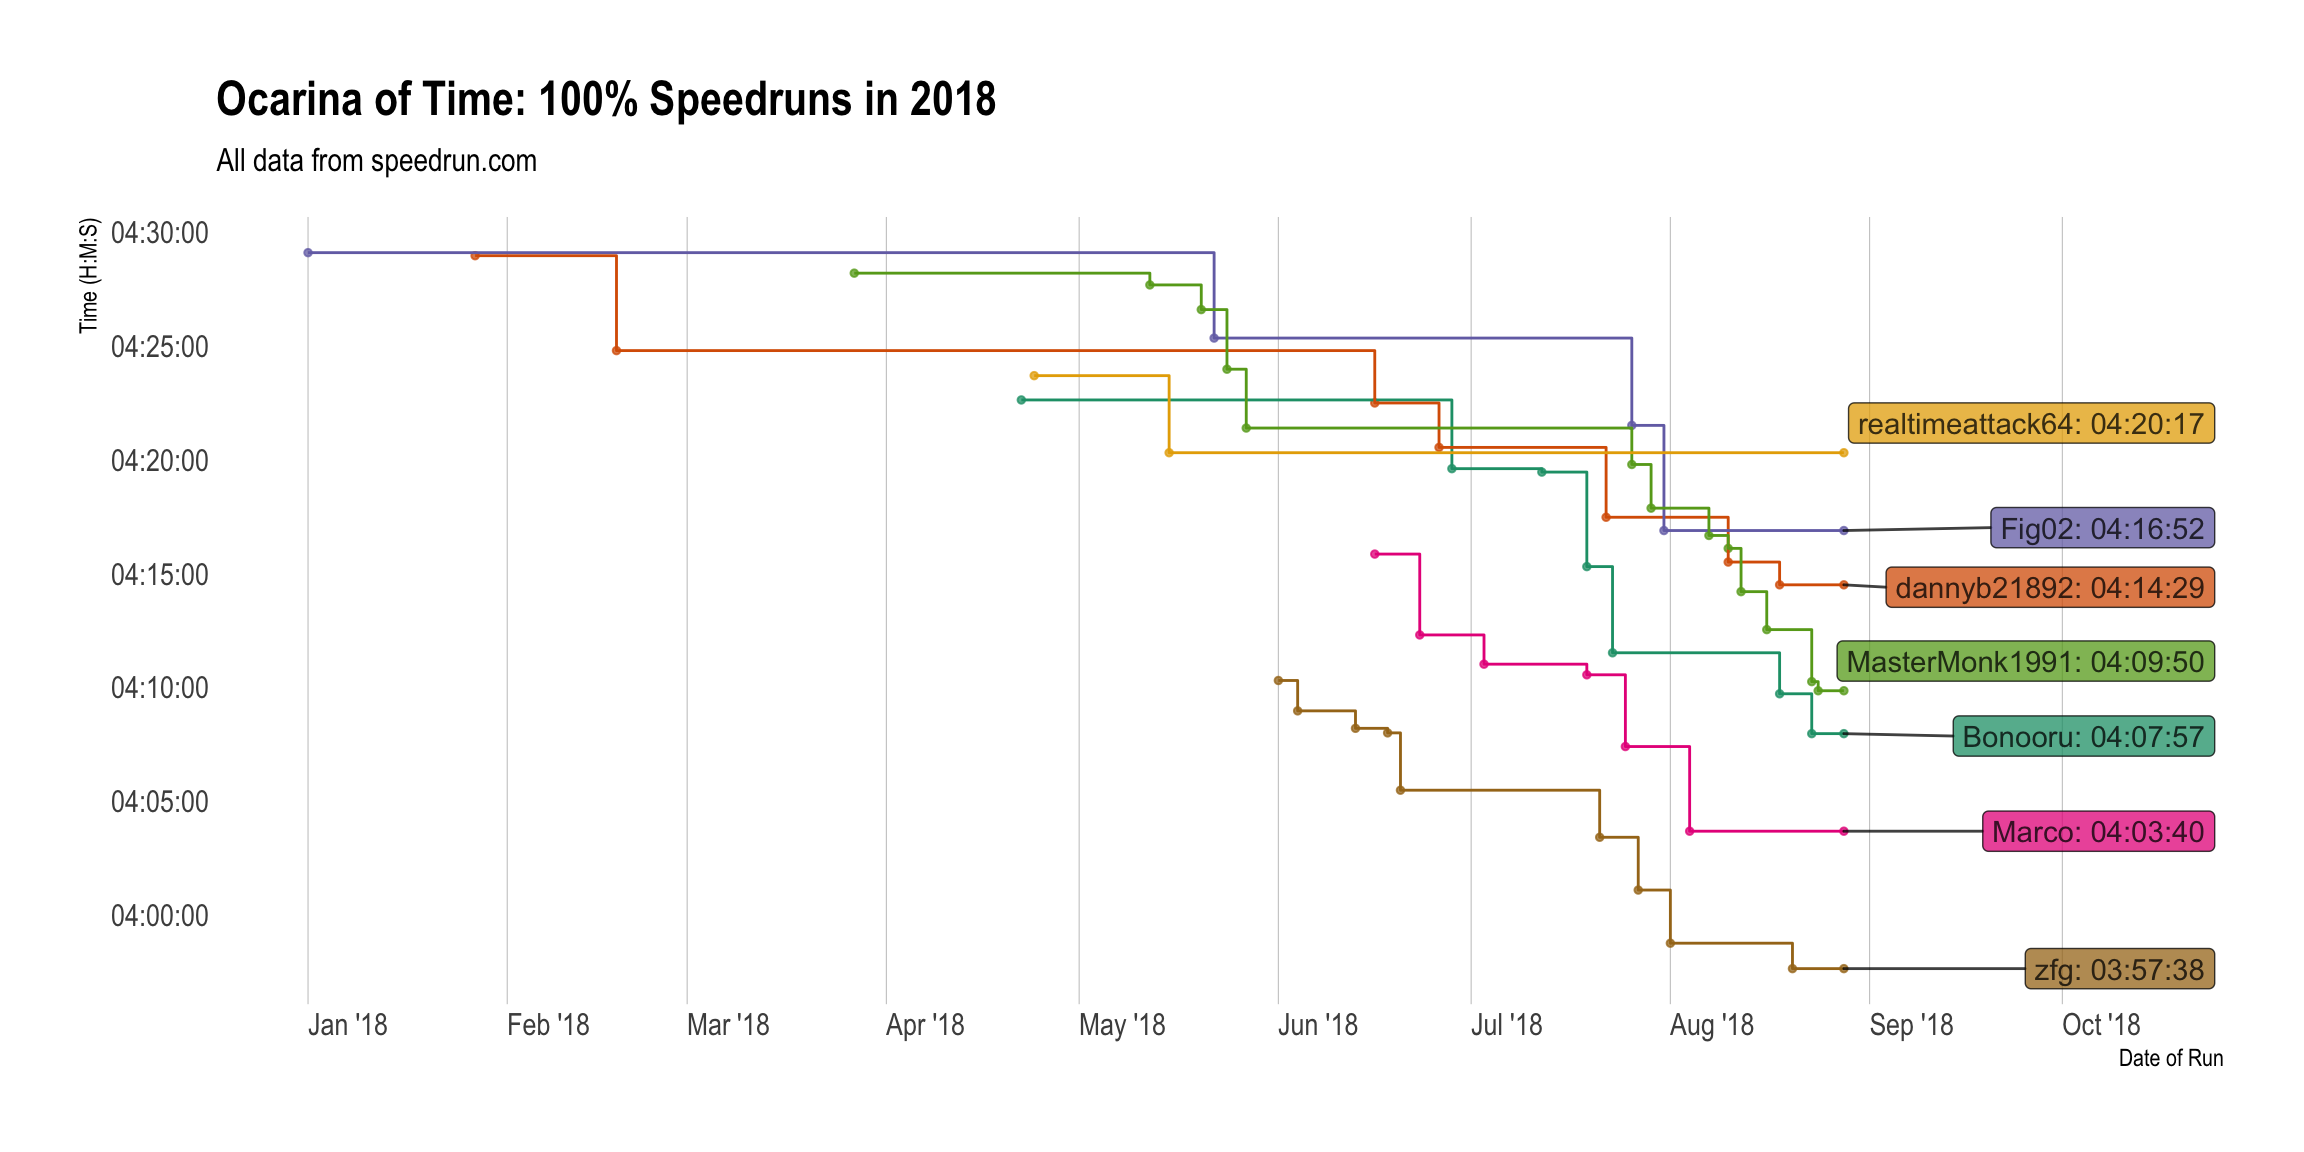 Ocarina of Time: 100% Speedruns in 2018
All data from speedrun.com
Time (H:M:S)
04:30:00
04:25:00
04:20:00
04:15:00
04:10:00
04:05:00
04:00:00
realtimeattack64: 04:20:17
Fig02: 04:16:52
dannyb21892: 04:14:29
MasterMonk1991: 04:09:50
Bonooru: 04:07:57
Marco: 04:03:40
zfg: 03:57:38
Jan '18 Feb '18 Mar '18 Apr '18 May '18 Jun '18 Jul '18 Aug '18 Sep '18 Oct '18
Date of Run